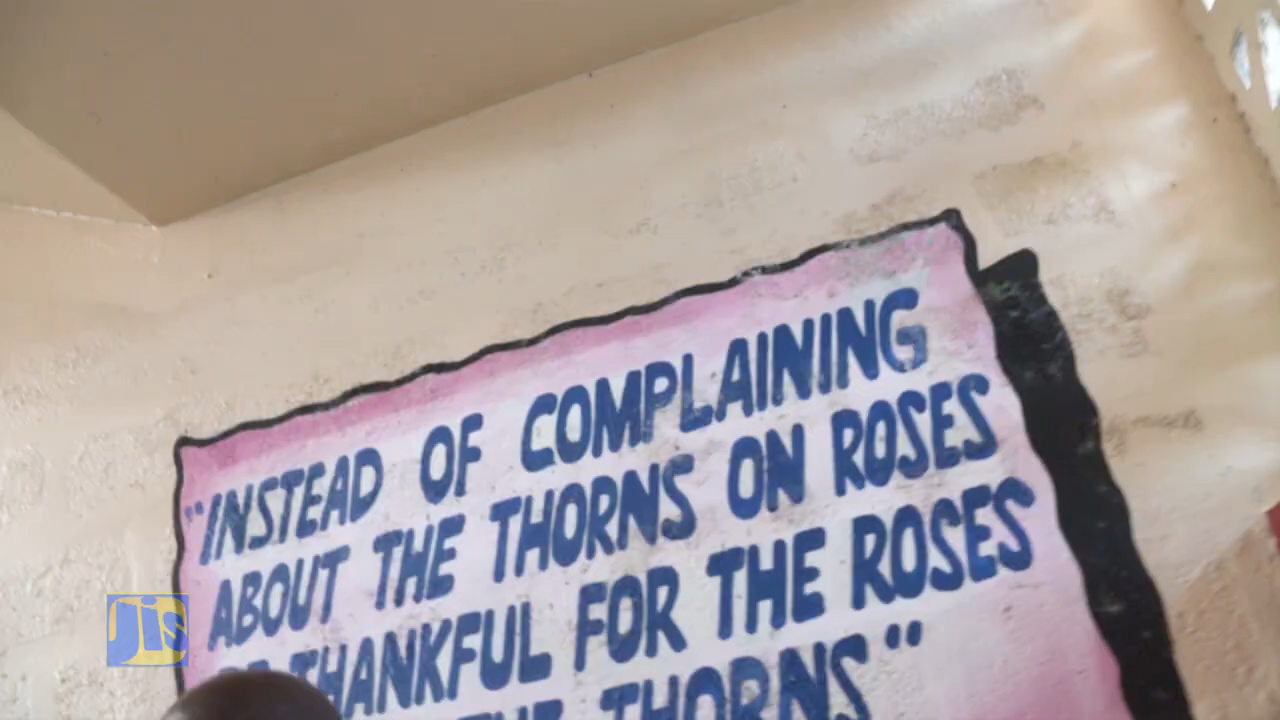 "INSTEAD OF COMPLAINING
ABOUT THE THORNS ON ROSES
THANKFUL FOR THE ROSES
THORNS"
JIS